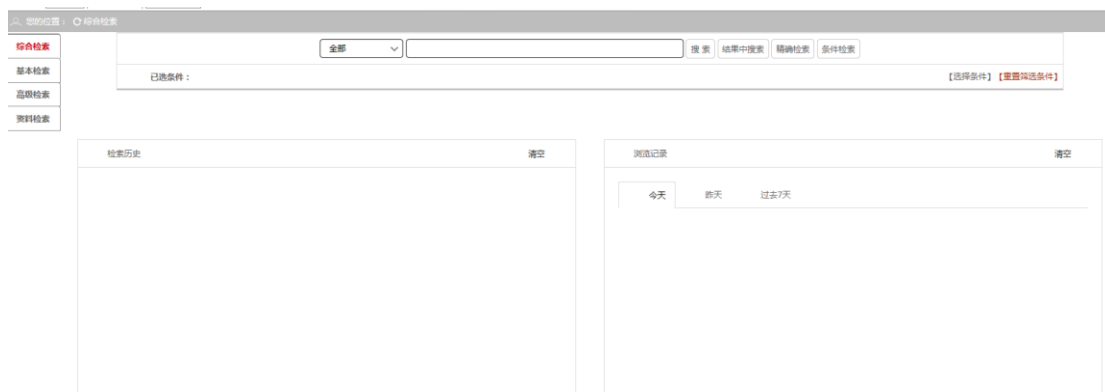 您的位置： 综合检索
综合检索
基本检索
高级检索
资料检索
全部 搜 索 结果中搜索 精确检索 条件检索
已选条件： 【选择条件】【重置筛选条件】
检索历史 清空
浏览记录 清空
今天 昨天 过去7天